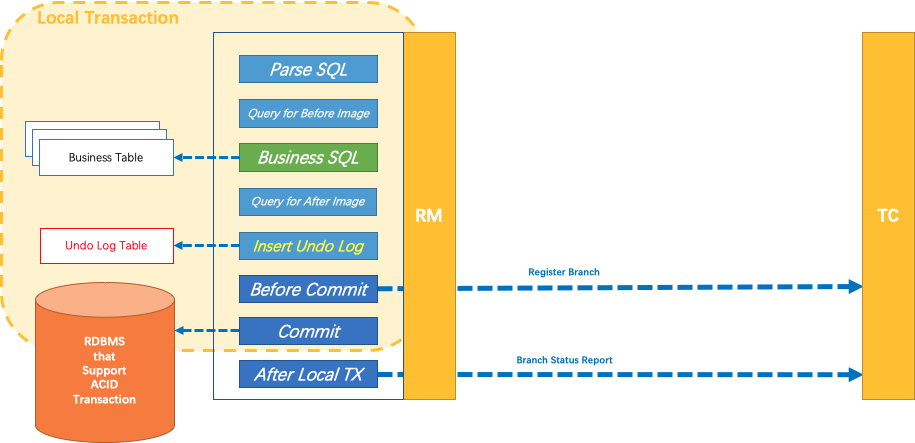 Local Transaction
Parse SQL
Query for Before Image
Business Table
Business SQL
Query for After Image
RM
TC
Undo Log Table
Insert Undo Log
Register Branch
Before Commit
Commit
RDBMS
that
Support
ACID
Transaction
Branch Status Report
After Local TX